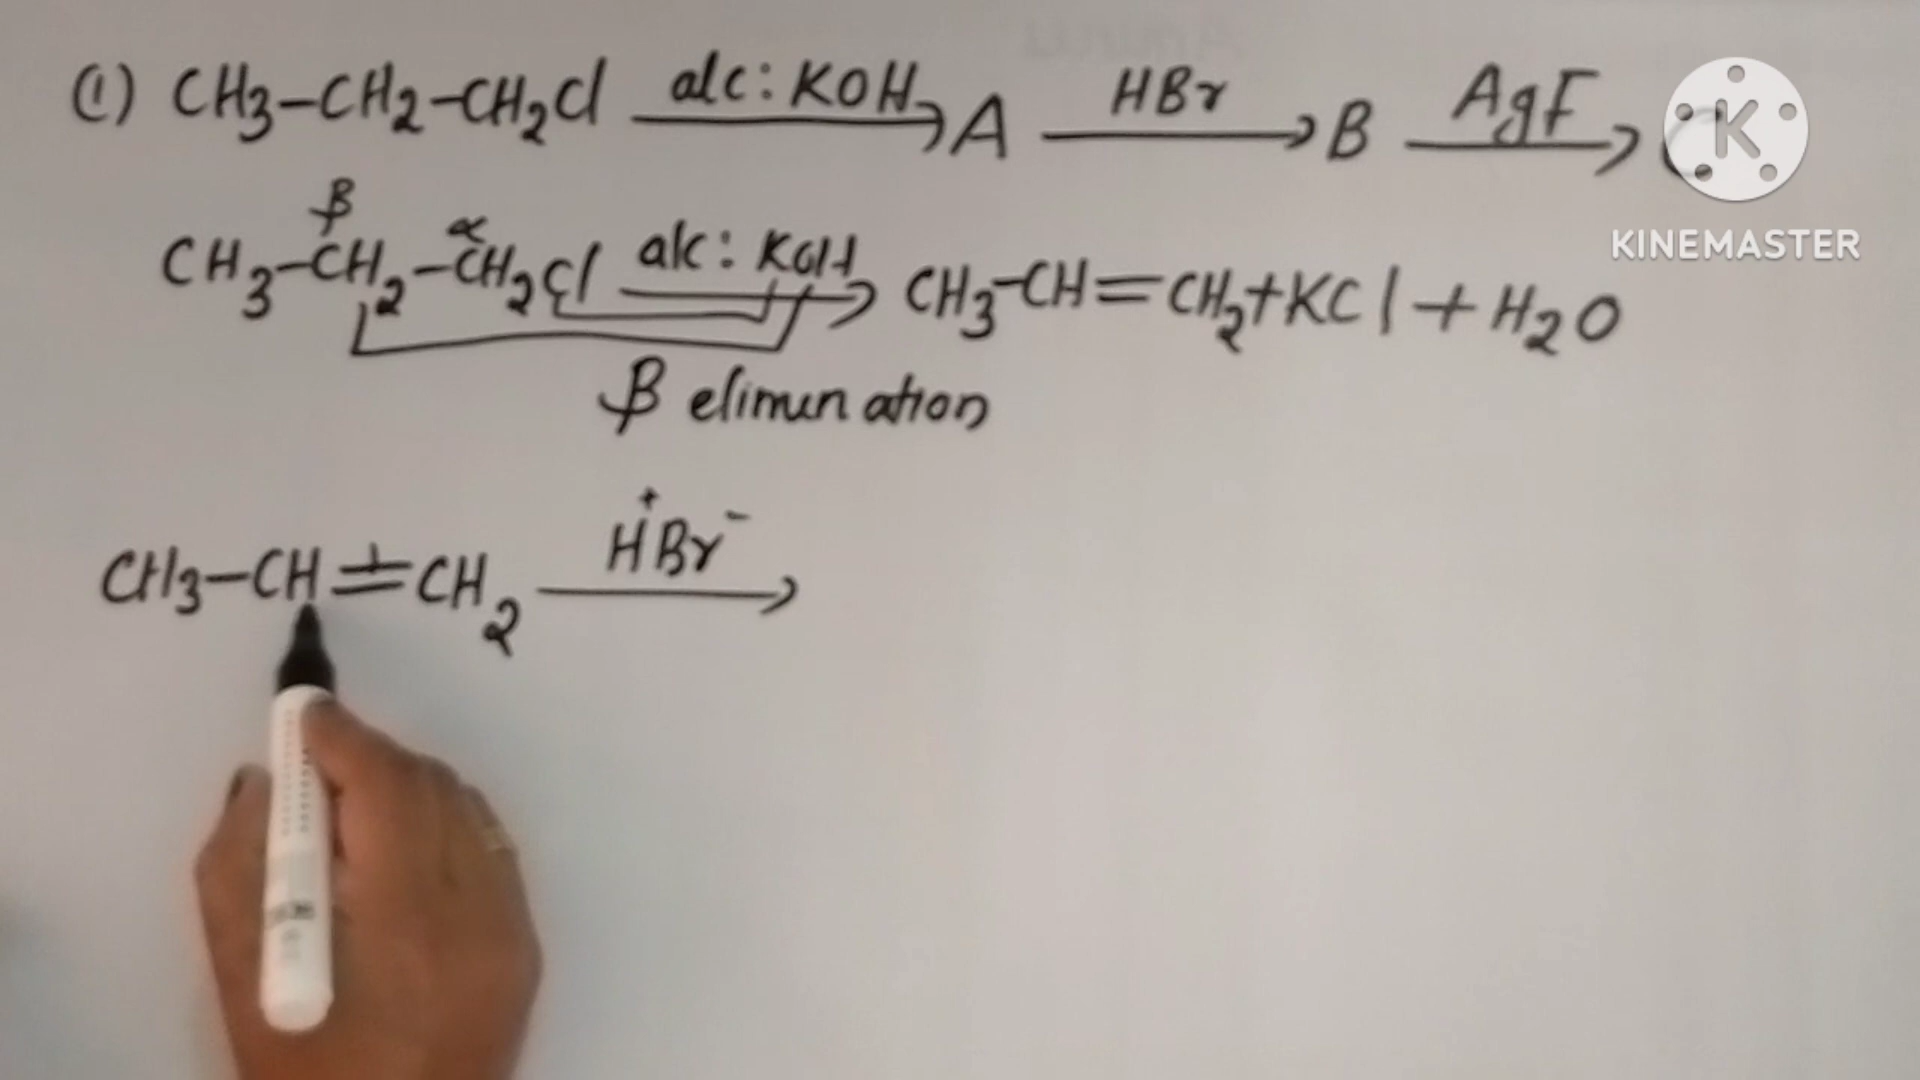 (1) CH3-CH2-CH2Cl alc: KOH → A HBr → B AgF → C
KINEMASTER
β α
CH3-CH2-CH2Cl alc: KOH → CH3-CH=CH2+KCl+H2O
β elimination
CH3-CH=CH2 H+Br- →